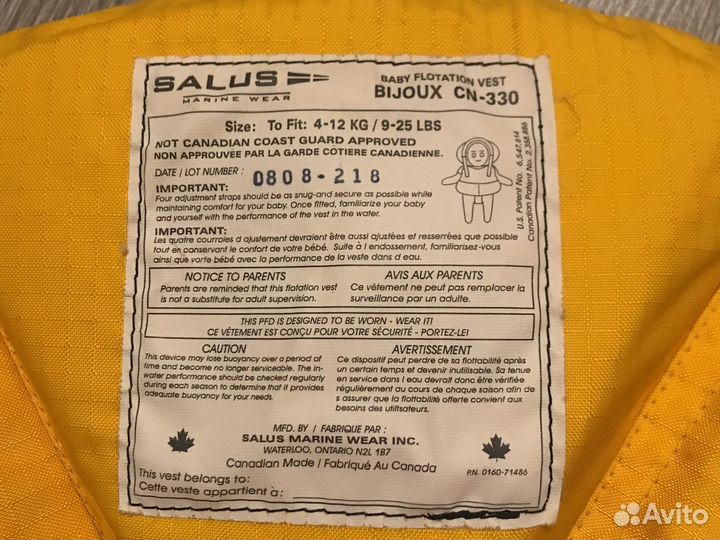 SALUS
MARINE WEAR
BABY FLOTATION VEST
BIJOUX CN-330
Size: To Fit: 4-12 KG / 9-25 LBS
NOT CANADIAN COAST GUARD APPROVED
NON APPROUVEE PAR LA GARDE COTIERE CANADIENNE.
DATE / LOT NUMBER: 0808-218
IMPORTANT:
Four adjustment straps should be as snug-and secure as possible while
maintaining comfort for your baby. Once fitted, familiarize your baby
and yourself with the performance of the vest in the water.
IMPORTANT:
Les quatre courroies d ajustement devraient être aussi ajustées et resserrées que possible
tout en conservant le confort de votre bébé. Suite à l endossement, familiarisez-vous
ainsi que vorte bébé avec la performance de la veste dans d eau.
U.S. Patent No. 6,547,614
Canadian Patent No. 2,358,886
NOTICE TO PARENTS
Parents are reminded that this flotation vest
is not a substitute for adult supervision.
AVIS AUX PARENTS
Ce vêtement ne peut pas remplacer la
surveillance par un adulte.
THIS PFD IS DESIGNED TO BE WORN - WEAR IT!
CE VÊTEMENT EST CONÇU POUR VOTRE SÉCURITÉ - PORTEZ-LE!
CAUTION
This device may lose buoyancy over a period of
time and become no longer serviceable. The in-
water performance should be checked regularly
during each season to determine that it provides
adequate buoyancy for your needs.
AVERTISSEMENT
Ce dispositif peut perdre de sa flottabilité après
un certain temps et devenir inutilisable. Sa tenue
en service dans l eau devrait donc être vérifiée
régulièrement au cours de chaque saison afin de
s assurer que la flottabilité offerte convient aux
besoins des utilisateurs.
MFD. BY / FABRIQUE PAR :
SALUS MARINE WEAR INC.
WATERLOO, ONTARIO N2L 1B7
Canadian Made / Fabriqué Au Canada
P.N. 0160-71486
This vest belongs to:
Cette veste appartient à:
Avito